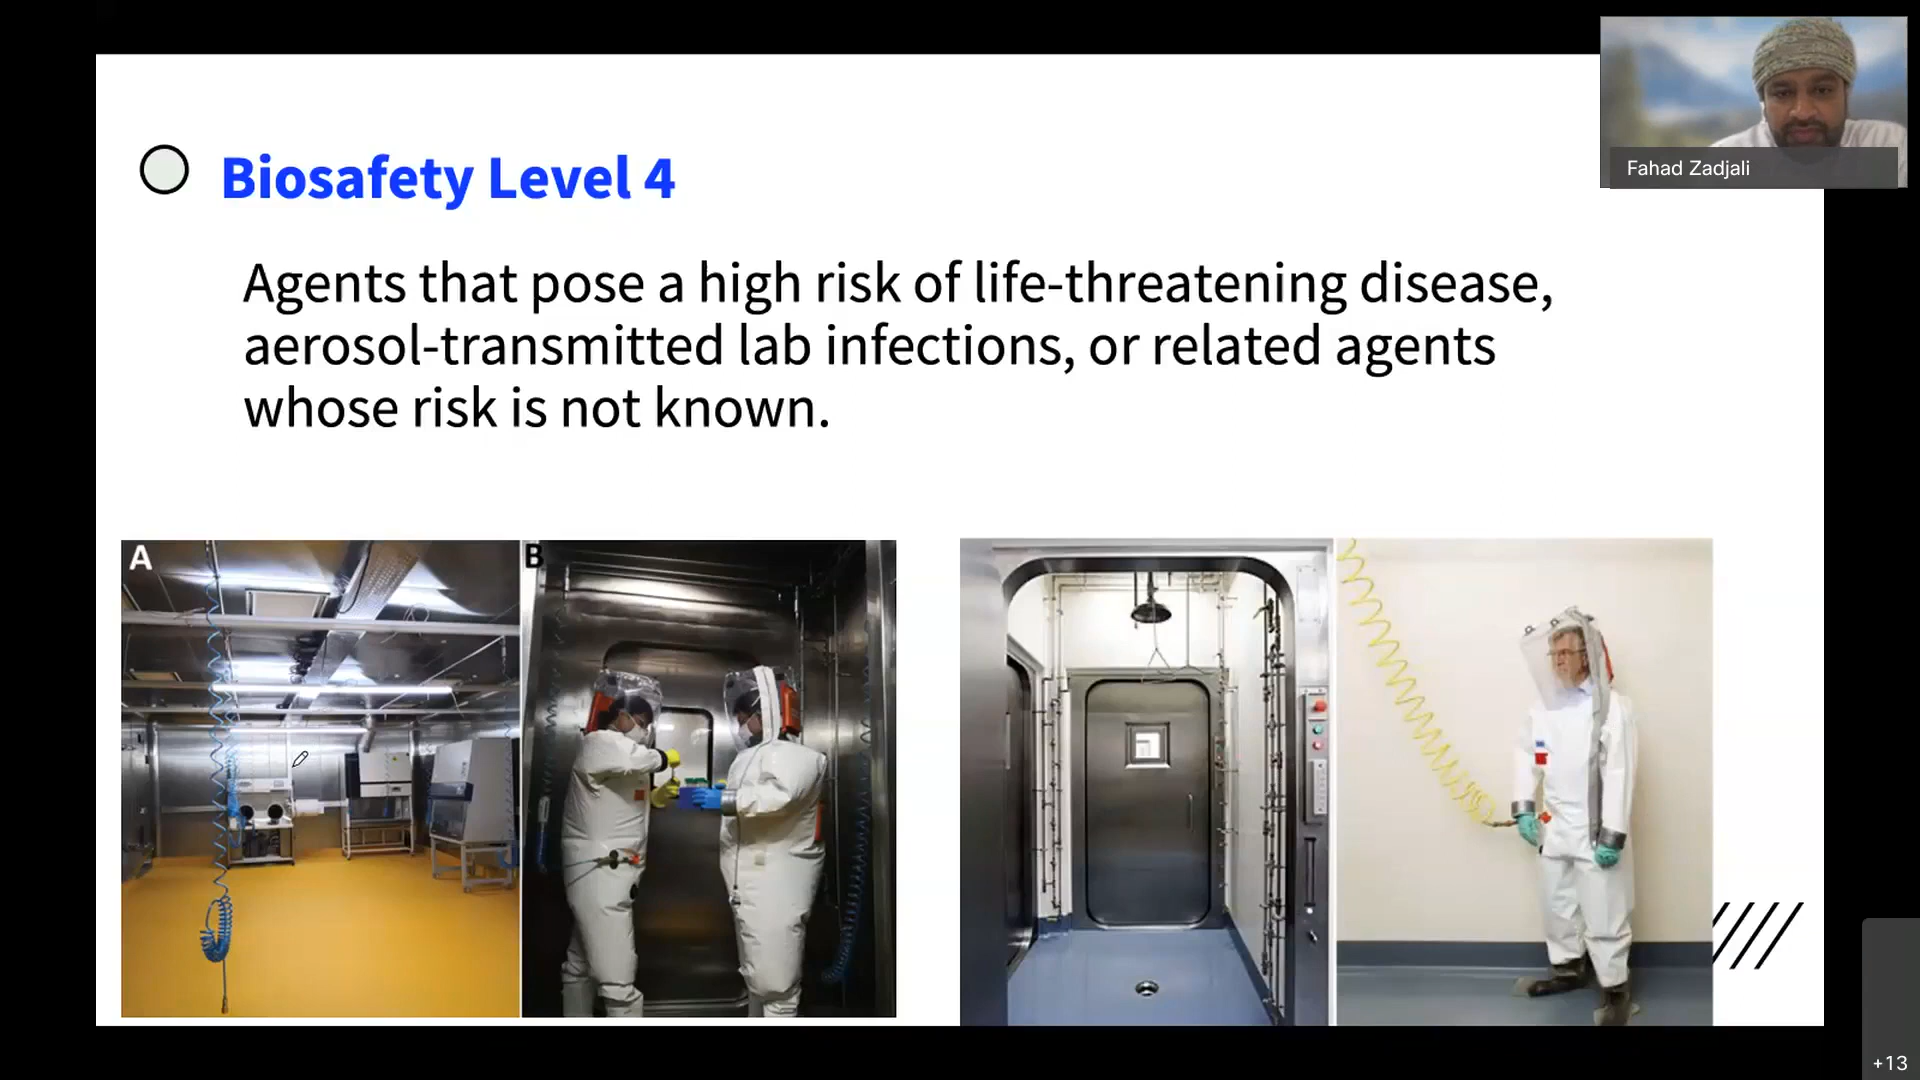 Fahad Zadjali
Biosafety Level 4
Agents that pose a high risk of life-threatening disease,
aerosol-transmitted lab infections, or related agents
whose risk is not known.
A
B
+13